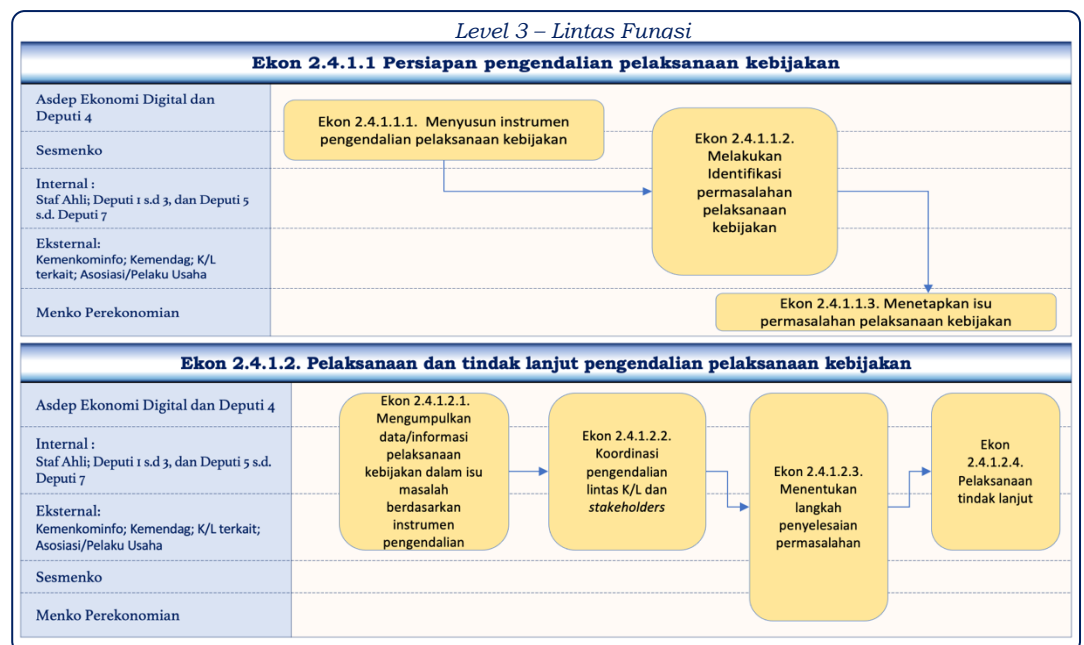 Level 3 – Lintas Fungsi
Ekon 2.4.1.1 Persiapan pengendalian pelaksanaan kebijakan
Asdep Ekonomi Digital dan
Deputi 4
Sesmenko
Internal :
Staf Ahli; Deputi 1 s.d 3, dan Deputi 5
s.d. Deputi 7
Eksternal:
Kemenkominfo; Kemendag; K/L
terkait; Asosiasi/Pelaku Usaha
Menko Perekonomian
Ekon 2.4.1.1.1. Menyusun instrumen
pengendalian pelaksanaan kebijakan
Ekon 2.4.1.1.2.
Melakukan
Identifikasi
permasalahan
pelaksanaan
kebijakan
Ekon 2.4.1.1.3. Menetapkan isu
permasalahan pelaksanaan kebijakan
Ekon 2.4.1.2. Pelaksanaan dan tindak lanjut pengendalian pelaksanaan kebijakan
Asdep Ekonomi Digital dan Deputi 4
Internal :
Staf Ahli; Deputi 1 s.d 3, dan Deputi 5 s.d.
Deputi 7
Eksternal:
Kemenkominfo; Kemendag; K/L terkait;
Asosiasi/Pelaku Usaha
Sesmenko
Menko Perekonomian
Ekon 2.4.1.2.1.
Mengumpulkan
data/informasi
pelaksanaan
kebijakan dalam isu
masalah
berdasarkan
instrumen
pengendalian
Ekon 2.4.1.2.2.
Koordinasi
pengendalian
lintas K/L dan
stakeholders
Ekon 2.4.1.2.3.
Menentukan
langkah
penyelesaian
permasalahan
Ekon
2.4.1.2.4.
Pelaksanaan
tindak lanjut